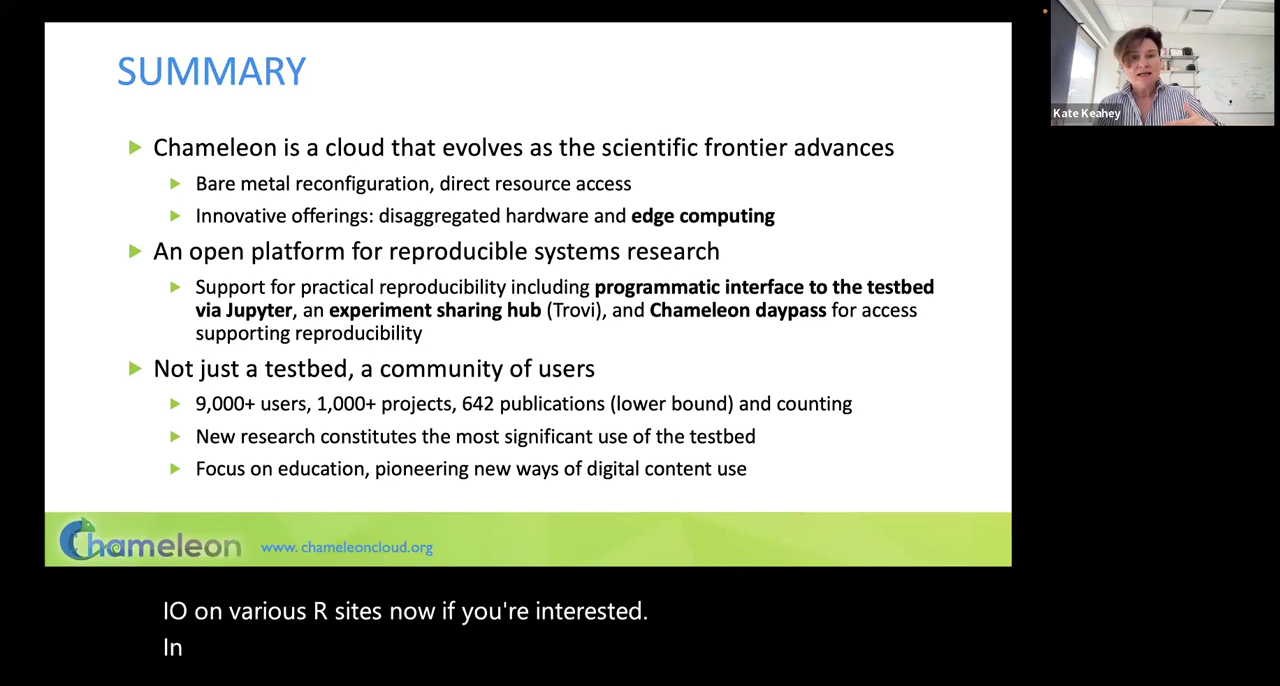 SUMMARY
Chameleon is a cloud that evolves as the scientific frontier advances
Bare metal reconfiguration, direct resource access
Innovative offerings: disaggregated hardware and edge computing
An open platform for reproducible systems research
Support for practical reproducibility including programmatic interface to the testbed
via Jupyter, an experiment sharing hub (Trovi), and Chameleon daypass for access
supporting reproducibility
Not just a testbed, a community of users
9,000+ users, 1,000+ projects, 642 publications (lower bound) and counting
New research constitutes the most significant use of the testbed
Focus on education, pioneering new ways of digital content use
Chameleon
www. chameleoncloud.org
Kate Keahey
IO on various R sites now if you're interested.
In